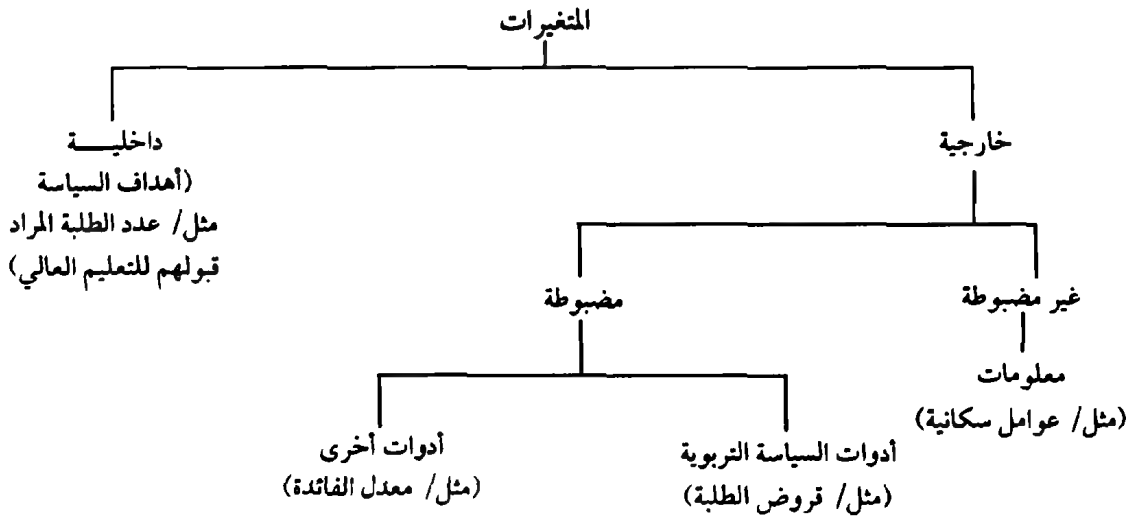 المتغيرات
خارجية
داخليـــة
(أهداف السياسة
مثل/ عدد الطلبة المراد
قبولهم للتعليم العالي)
غير مضبوطة
مضبوطة
معلومات
(مثل/ عوامل سكانية)
أدوات السياسة التربوية
(مثل/ قروض الطلبة)
أدوات أخرى
(مثل/ معدل الفائدة)